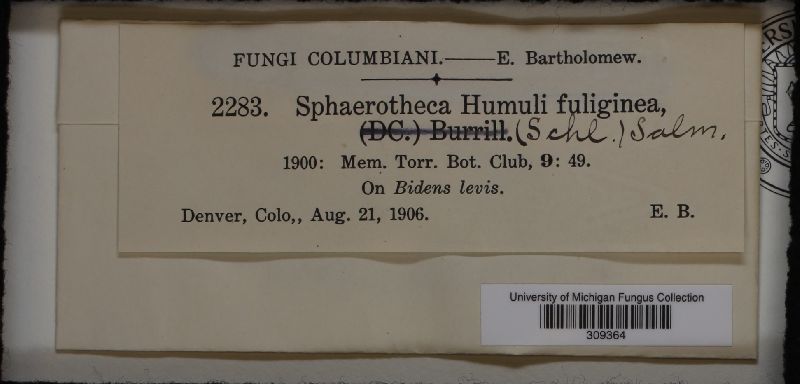 FUNGI COLUMBIANI.—E. Bartholomew.
2283. Sphaerotheca Humuli fuliginea,
(DC.) Burrill. (Schl.) Salm.
1900: Mem. Torr. Bot. Club, 9: 49.
On Bidens levis.
Denver, Colo,, Aug. 21, 1906. E. B.
University of Michigan Fungus Collection
309364